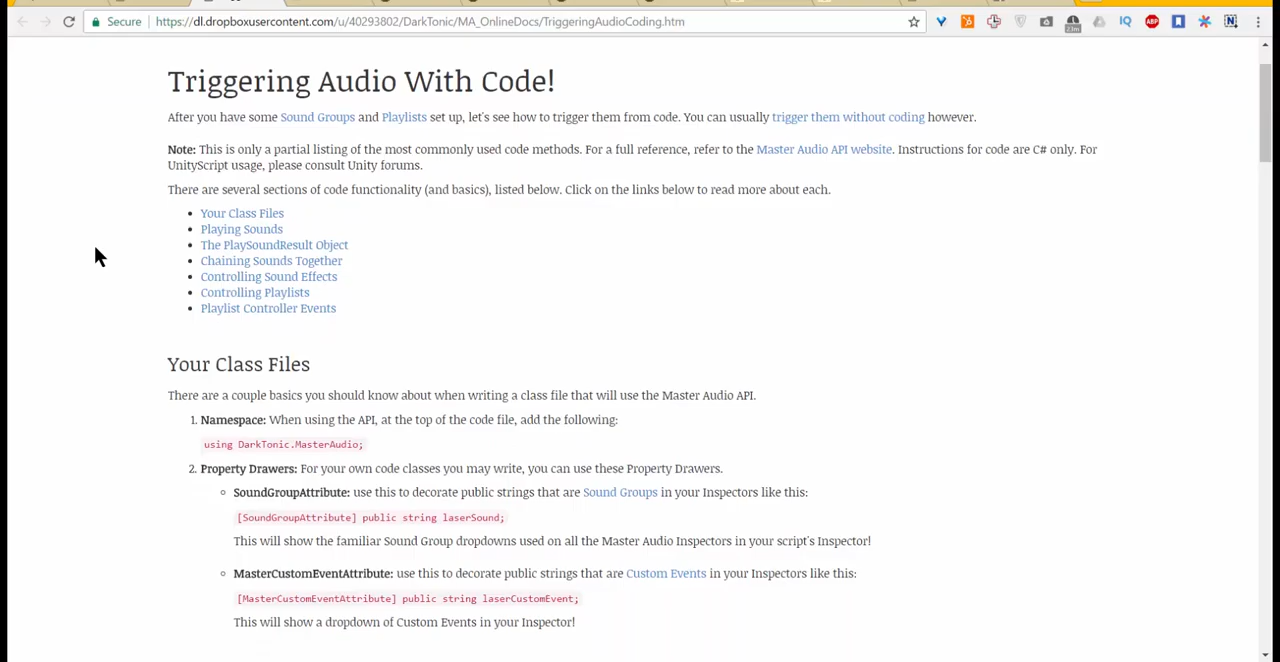 Secure https://dl.dropboxusercontent.com/u/40293802/DarkTonic/MA_OnlineDocs/TriggeringAudioCoding.htm
23m
IQ
ABP
N
Triggering Audio With Code!
After you have some Sound Groups and Playlists set up, let's see how to trigger them from code. You can usually trigger them without coding however.
Note: This is only a partial listing of the most commonly used code methods. For a full reference, refer to the Master Audio API website. Instructions for code are C# only. For
UnityScript usage, please consult Unity forums.
There are several sections of code functionality (and basics), listed below. Click on the links below to read more about each.
• Your Class Files
• Playing Sounds
• The PlaySoundResult Object
• Chaining Sounds Together
• Controlling Sound Effects
• Controlling Playlists
• Playlist Controller Events
Your Class Files
There are a couple basics you should know about when writing a class file that will use the Master Audio API.
1. Namespace: When using the API, at the top of the code file, add the following:
using DarkTonic.MasterAudio;
2. Property Drawers: For your own code classes you may write, you can use these Property Drawers.
SoundGroupAttribute: use this to decorate public strings that are Sound Groups in your Inspectors like this:
[SoundGroupAttribute] public string laserSound;
This will show the familiar Sound Group dropdowns used on all the Master Audio Inspectors in your script's Inspector!
MasterCustomEventAttribute: use this to decorate public strings that are Custom Events in your Inspectors like this:
[MasterCustomEventAttribute] public string laserCustomEvent;
This will show a dropdown of Custom Events in your Inspector!